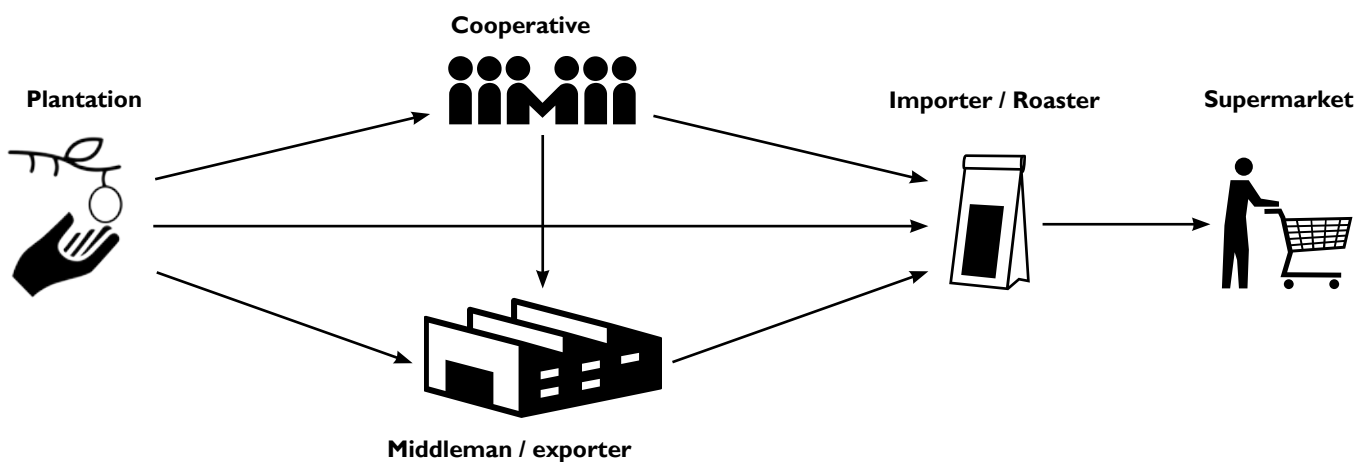 Cooperative
Plantation
Importer / Roaster
Supermarket
Middleman / exporter